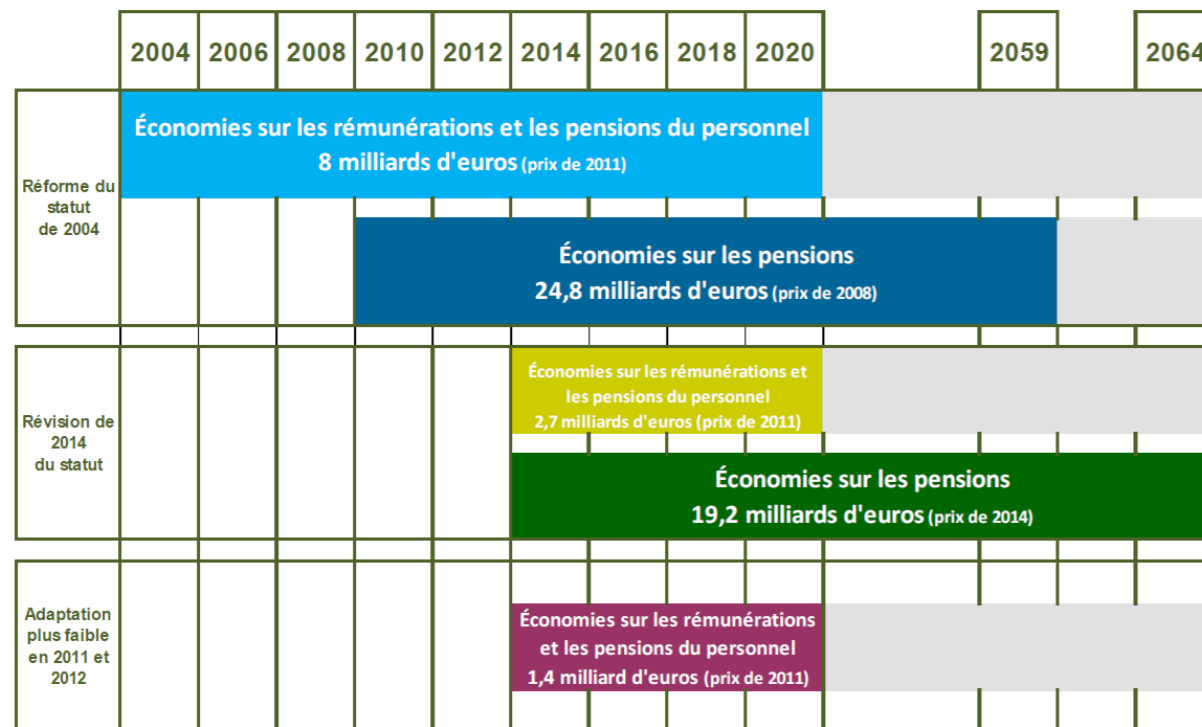 2004 2006 2008 2010 2012 2014 2016 2018 2020 2059 2064
Réforme du
statut
de 2004
Économies sur les rémunérations et les pensions du personnel
8 milliards d'euros (prix de 2011)
Économies sur les pensions
24,8 milliards d'euros (prix de 2008)
Révision de
2014
du statut
Économies sur les rémunérations et
les pensions du personnel
2,7 milliards d'euros (prix de 2011)
Économies sur les pensions
19,2 milliards d'euros (prix de 2014)
Adaptation
plus faible
en 2011 et
2012
Économies sur les rémunérations
et les pensions du personnel
1,4 milliard d'euros (prix de 2011)